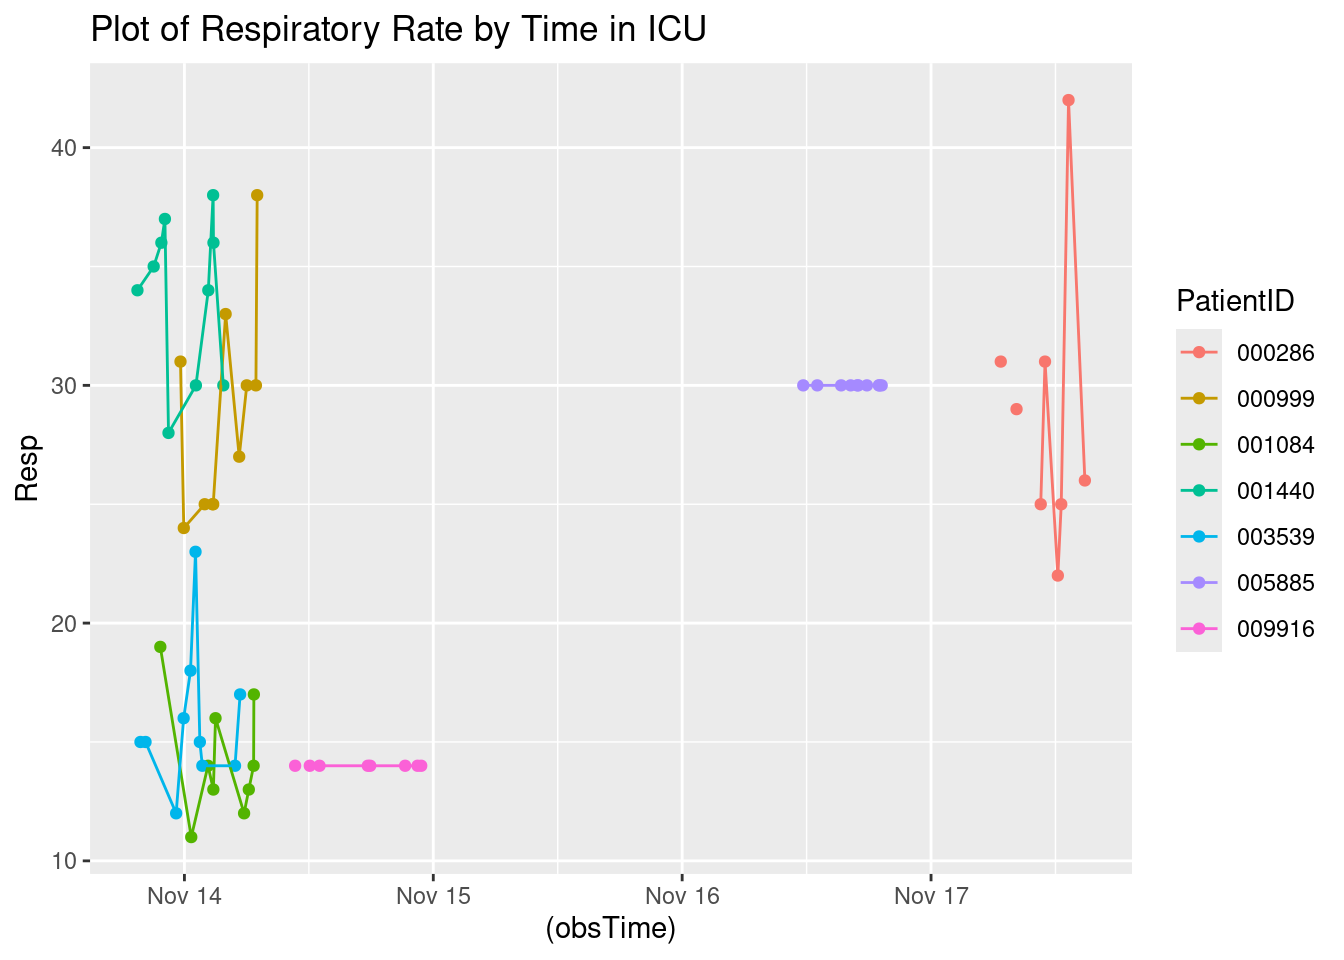 Plot of Respiratory Rate by Time in ICU
Resp
40
30
20
10
Nov 14 Nov 15 Nov 16 Nov 17
(obsTime)
PatientID
000286
000999
001084
001440
003539
005885
009916